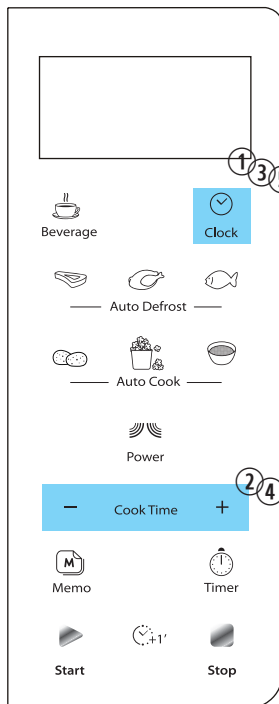 1
3
Beverage
Clock
Auto Defrost
Auto Cook
Power
2
4
- Cook Time +
M
Memo
Timer
+1'
Start
Stop